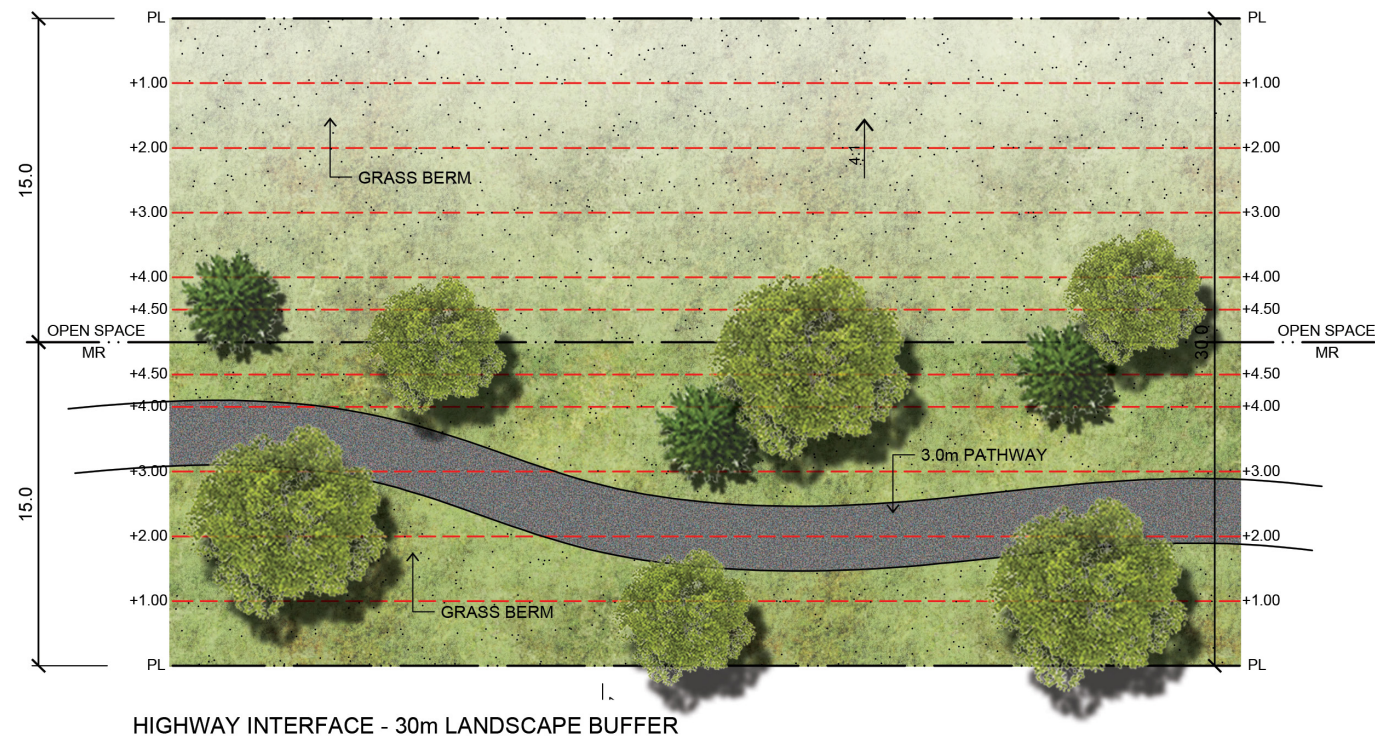 PL PL
+1.00 +1.00
+2.00 4:1 +2.00
15.0
GRASS BERM
+3.00 +3.00
+4.00 +4.00
+4.50 +4.50
OPEN SPACE 30.0 OPEN SPACE
MR MR
+4.50 +4.50
+4.00 +4.00
3.0m PATHWAY
+3.00 +3.00
15.0
+2.00 +2.00
+1.00 +1.00
GRASS BERM
PL PL
HIGHWAY INTERFACE - 30m LANDSCAPE BUFFER